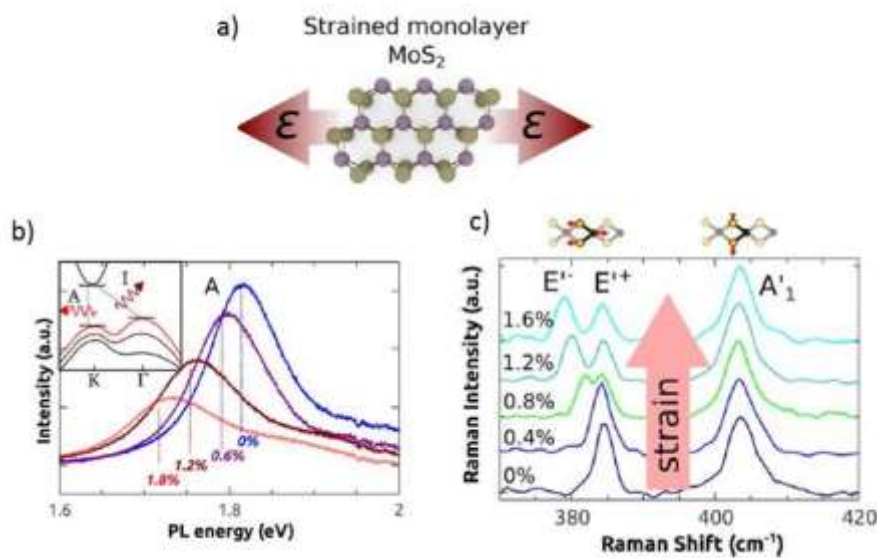 a)
Strained monolayer
MoS₂
ε
ε
b)
A
I
A
K
Γ
Intensity (a.u.)
0%
0.6%
1.2%
1.8%
1.6
1.8
2
PL energy (eV)
c)
E'-
E'+
A'₁
1.6%
1.2%
0.8%
0.4%
0%
strain
Raman Intensity (a.u.)
380
400
420
Raman Shift (cm⁻¹)